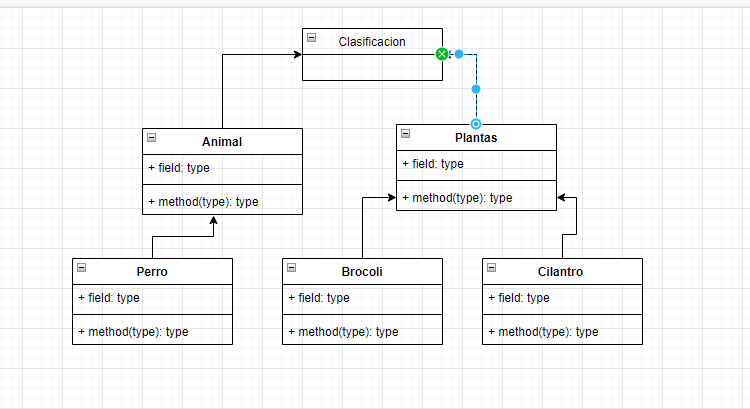 Clasificacion
Animal
+ field: type
+ method(type): type
Plantas
+ field: type
+ method(type): type
Perro
+ field: type
+ method(type): type
Brocoli
+ field: type
+ method(type): type
Cilantro
+ field: type
+ method(type): type